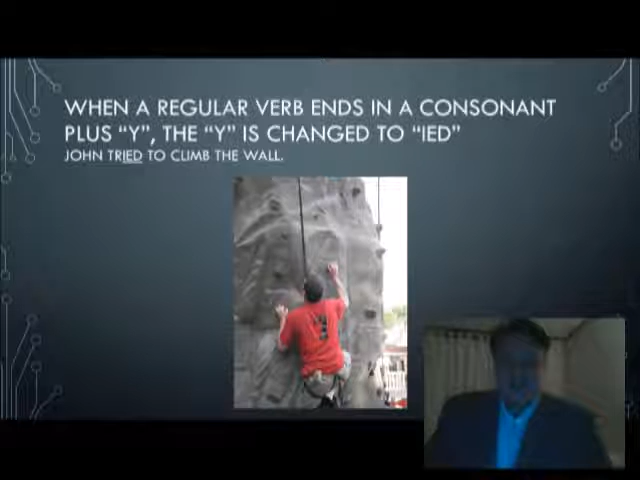 WHEN A REGULAR VERB ENDS IN A CONSONANT
PLUS “Y”, THE “Y” IS CHANGED TO “IED”
JOHN TRIED TO CLIMB THE WALL.